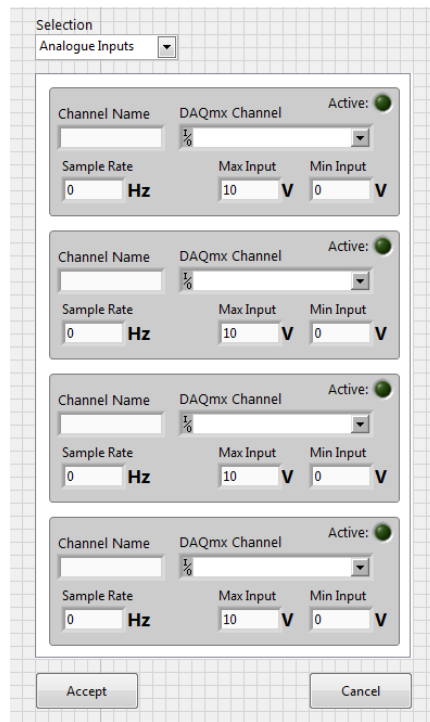 Selection
Analogue Inputs
Active:
Channel Name DAQmx Channel
I/O
Sample Rate Max Input Min Input
0 Hz 10 V 0 V
Active:
Channel Name DAQmx Channel
I/O
Sample Rate Max Input Min Input
0 Hz 10 V 0 V
Active:
Channel Name DAQmx Channel
I/O
Sample Rate Max Input Min Input
0 Hz 10 V 0 V
Active:
Channel Name DAQmx Channel
I/O
Sample Rate Max Input Min Input
0 Hz 10 V 0 V
Accept Cancel